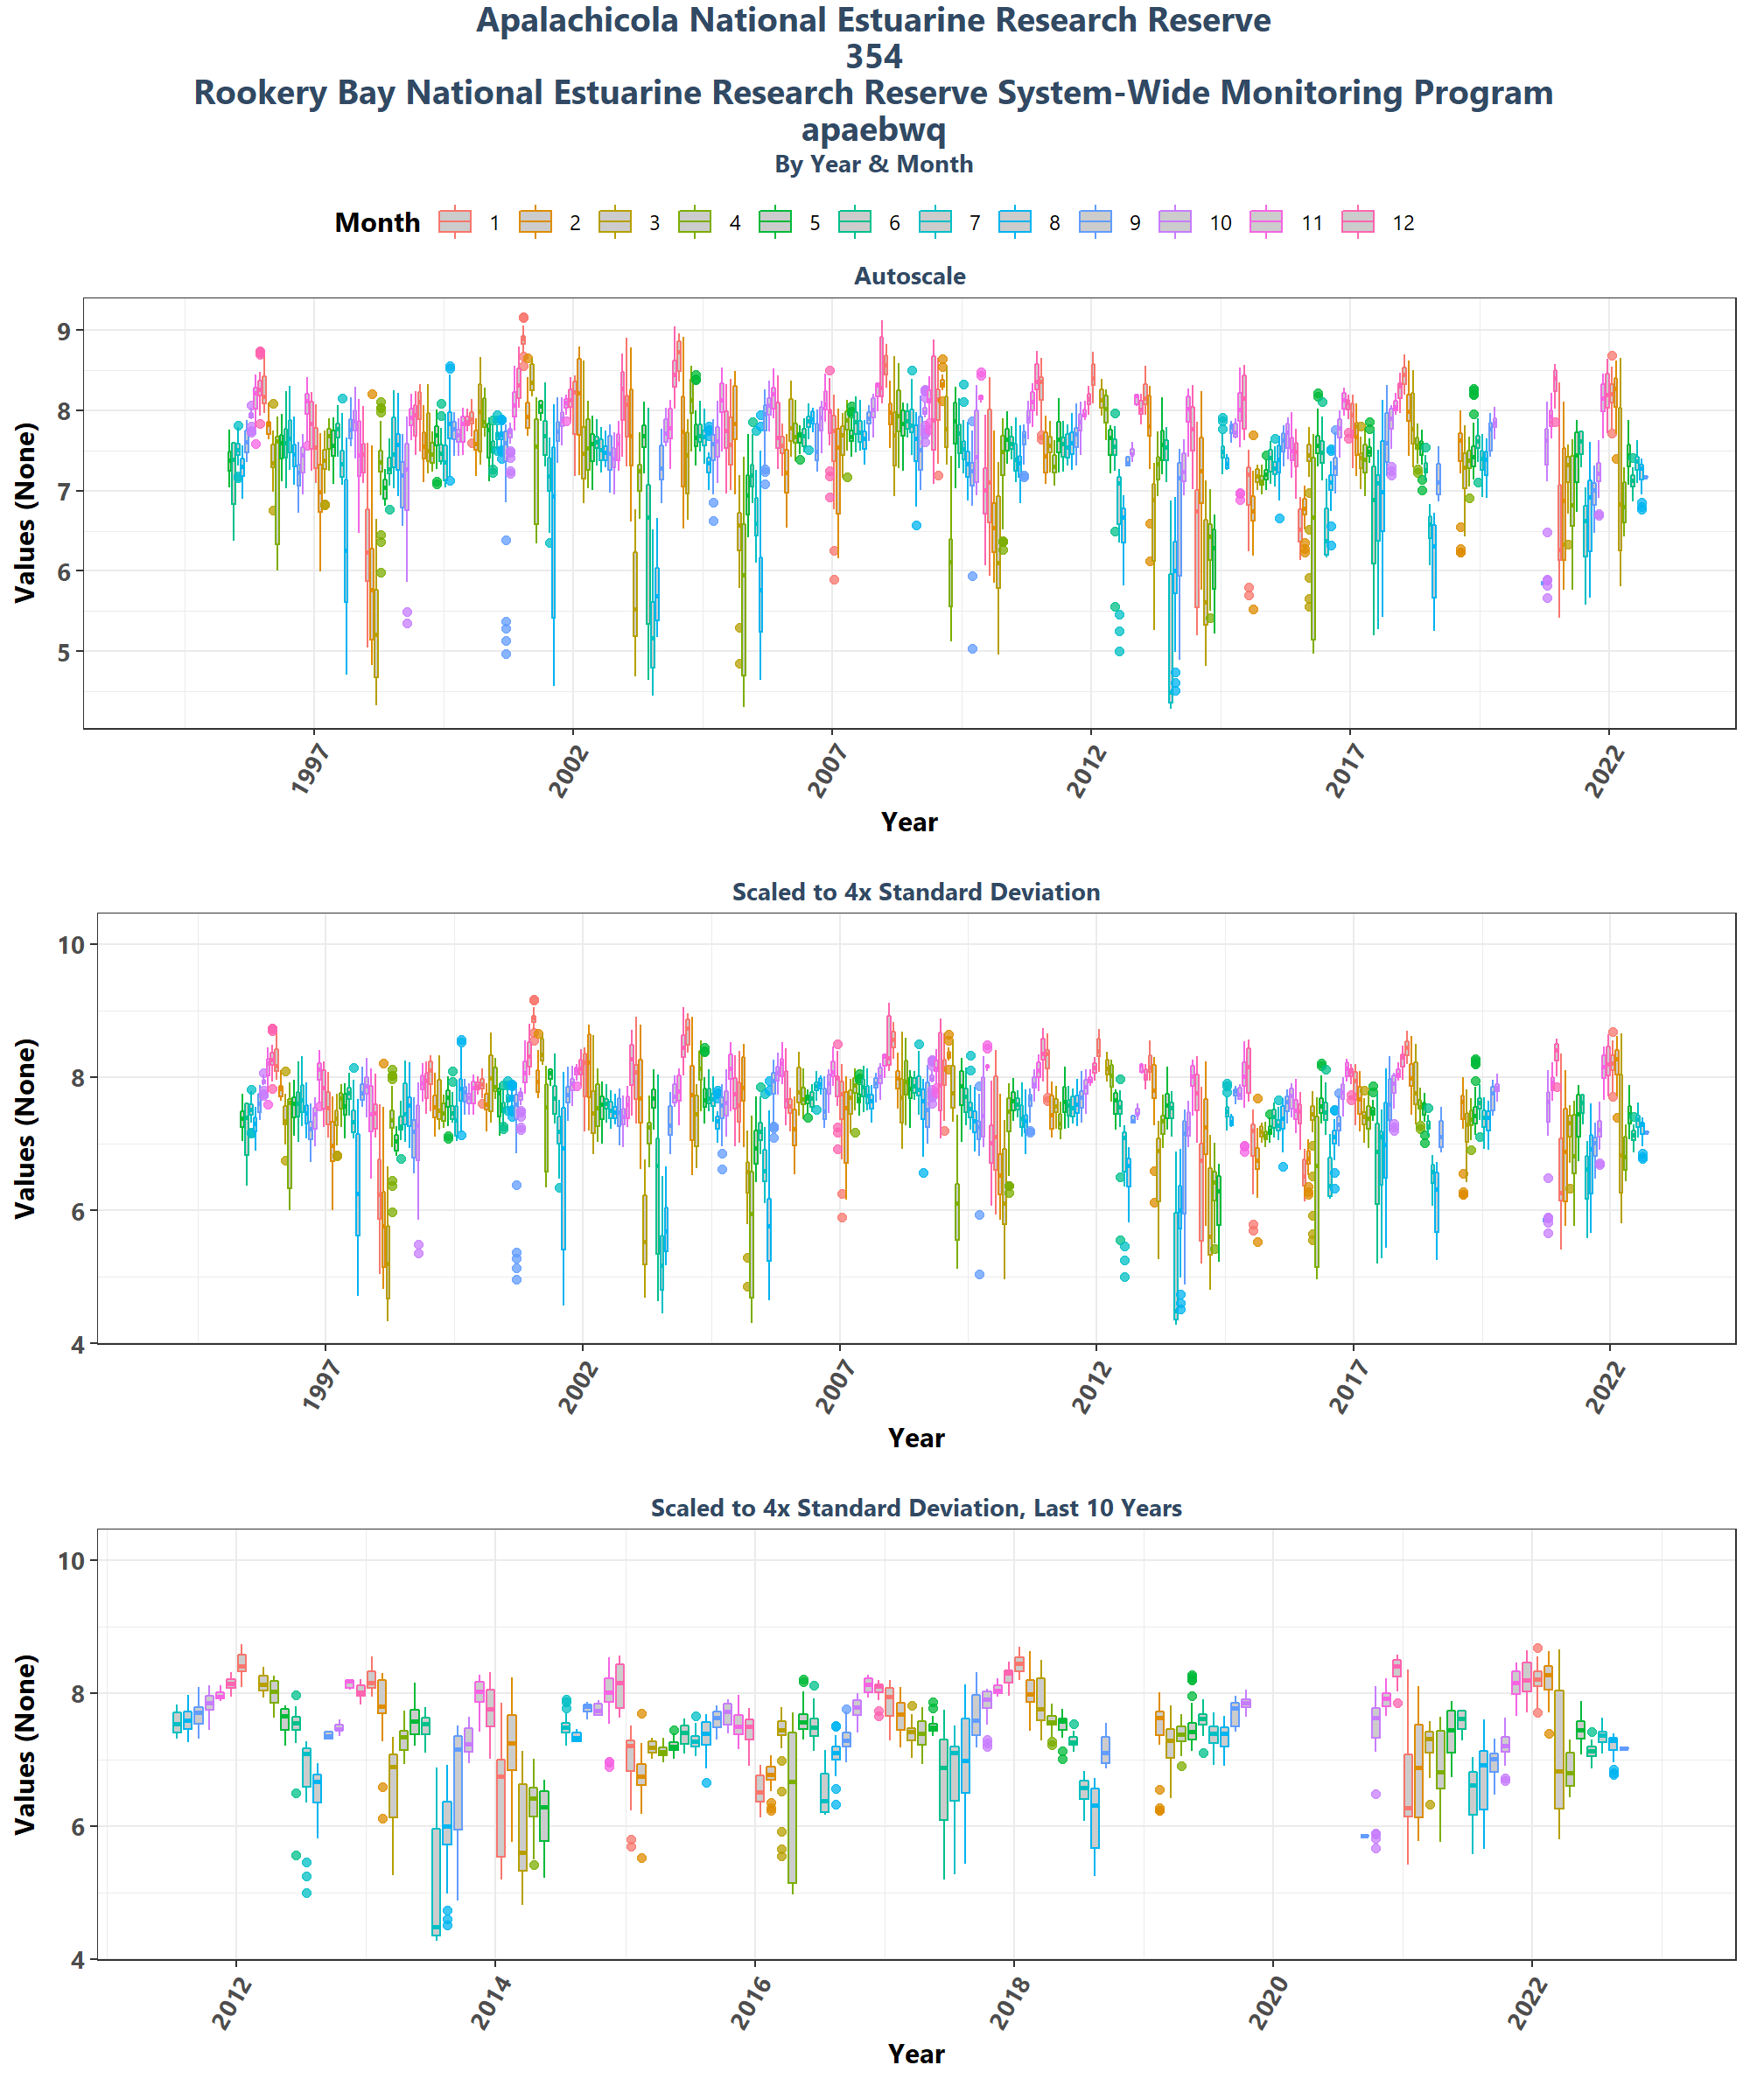 Apalachicola National Estuarine Research Reserve
354
Rookery Bay National Estuarine Research Reserve System-Wide Monitoring Program
apaebwq
By Year & Month
Month 1 2 3 4 5 6 7 8 9 10 11 12
Autoscale
Values (None)
9
8
7
6
5
1997 2002 2007 2012 2017 2022
Year
Scaled to 4x Standard Deviation
Values (None)
10
8
6
4
1997 2002 2007 2012 2017 2022
Year
Scaled to 4x Standard Deviation, Last 10 Years
Values (None)
10
8
6
4
2012 2014 2016 2018 2020 2022
Year